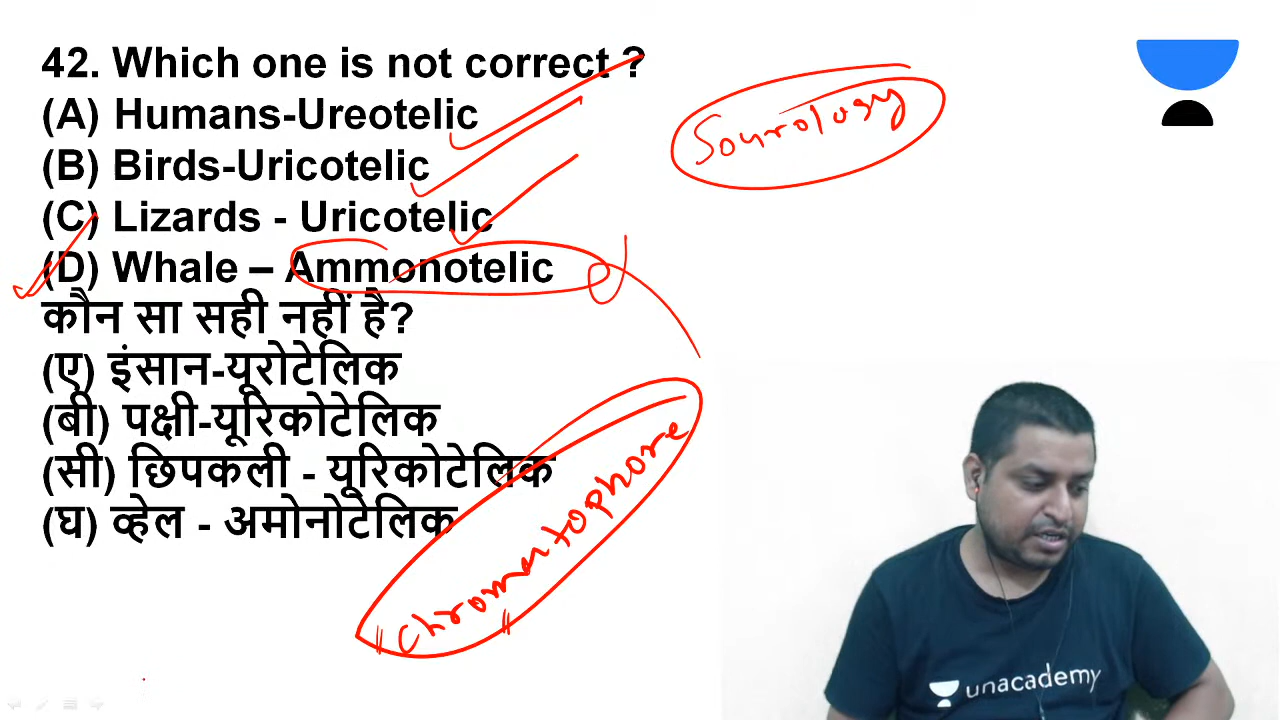 42. Which one is not correct ?
(A) Humans-Ureotelic
(B) Birds-Uricotelic
(C) Lizards - Uricotelic
(D) Whale – Ammonotelic
कौन सा सही नहीं है?
(ए) इंसान-यूरोटेलिक
(बी) पक्षी-यूरिकोटेलिक
(सी) छिपकली - यूरिकोटेलिक
(घ) व्हेल - अमोनोटेलिक
Sourology
"Chromatophore
unacademy